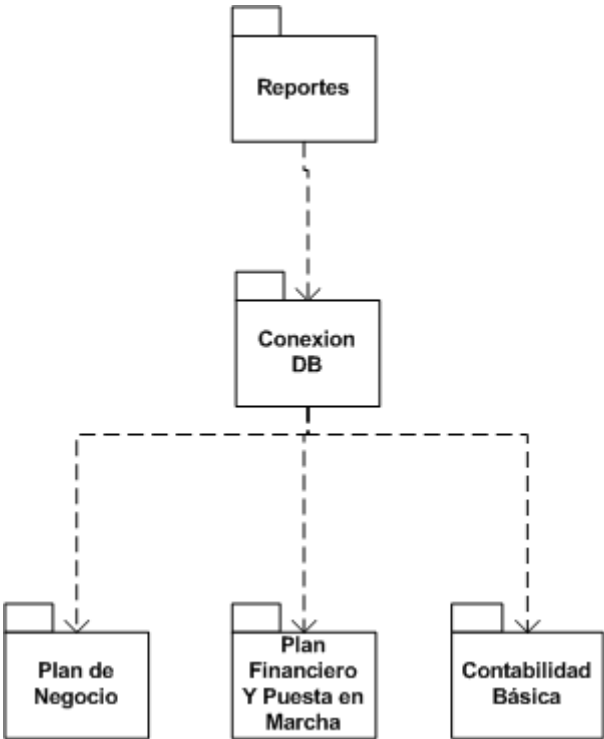 Reportes
Conexion
DB
Plan de
Negocio
Plan
Financiero
Y Puesta en
Marcha
Contabilidad
Básica